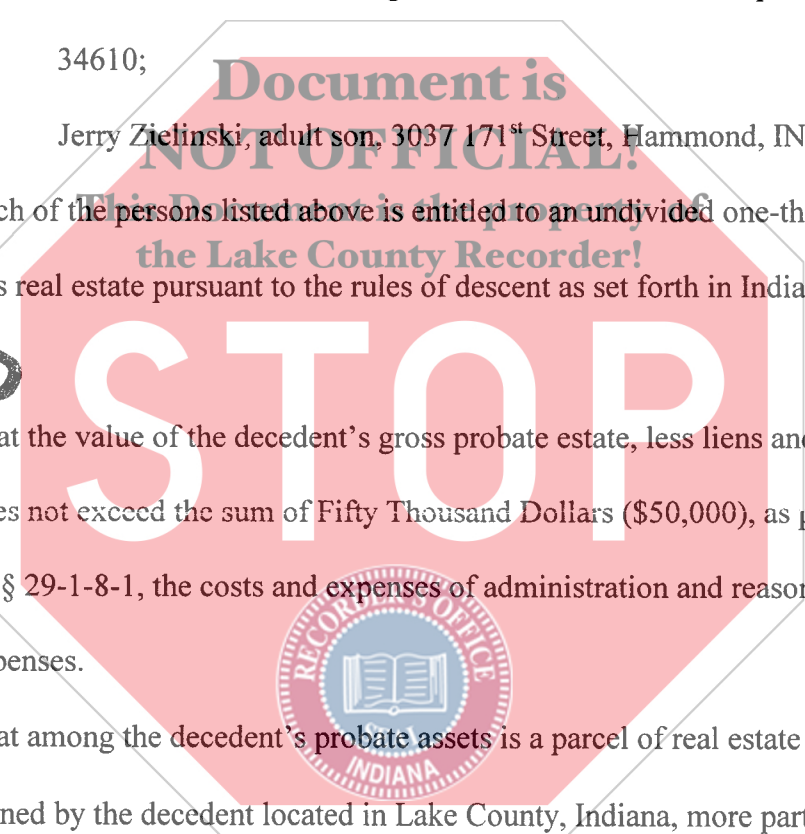 34610;
Document is
Jerry Zielinski, adult son, 3037 171st Street, Hammond, IN
NOT OFFICIAL!
ch of the persons listed above is entitled to an undivided one-th
This Document is the property of
the Lake County Recorder!
s real estate pursuant to the rules of descent as set forth in India
STOP
at the value of the decedent's gross probate estate, less liens and
es not exceed the sum of Fifty Thousand Dollars ($50,000), as p
§ 29-1-8-1, the costs and expenses of administration and reason
RECORDER'S OFFICE
penses.
SEAL
at among the decedent's probate assets is a parcel of real estate
INDIANA
ned by the decedent located in Lake County, Indiana, more part